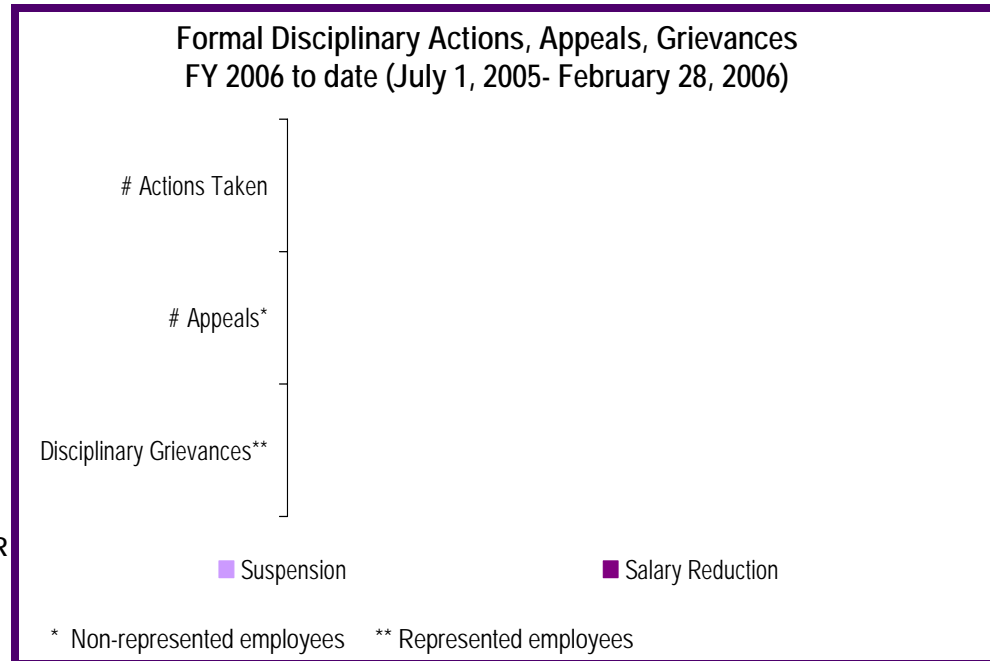 Formal Disciplinary Actions, Appeals, Grievances
FY 2006 to date (July 1, 2005- February 28, 2006)
# Actions Taken
# Appeals*
Disciplinary Grievances**
R
Suspension Salary Reduction
* Non-represented employees ** Represented employees